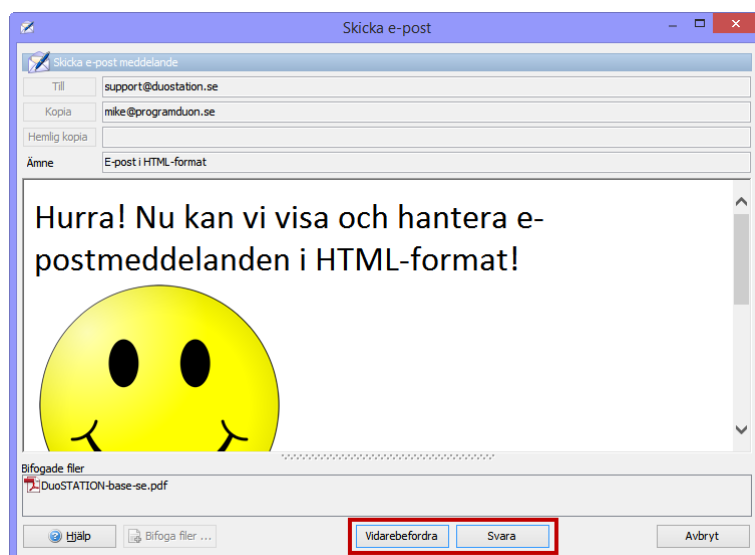 Skicka e-post
Skicka e-post meddelande
Till support@duostation.se
Kopia mike@programduon.se
Hemlig kopia
Ämne E-post i HTML-format
Hurra! Nu kan vi visa och hantera e-
postmeddelanden i HTML-format!
Bifogade filer
DuoSTATION-base-se.pdf
Hjälp Bifoga filer ... Vidarebefordra Svara Avbryt